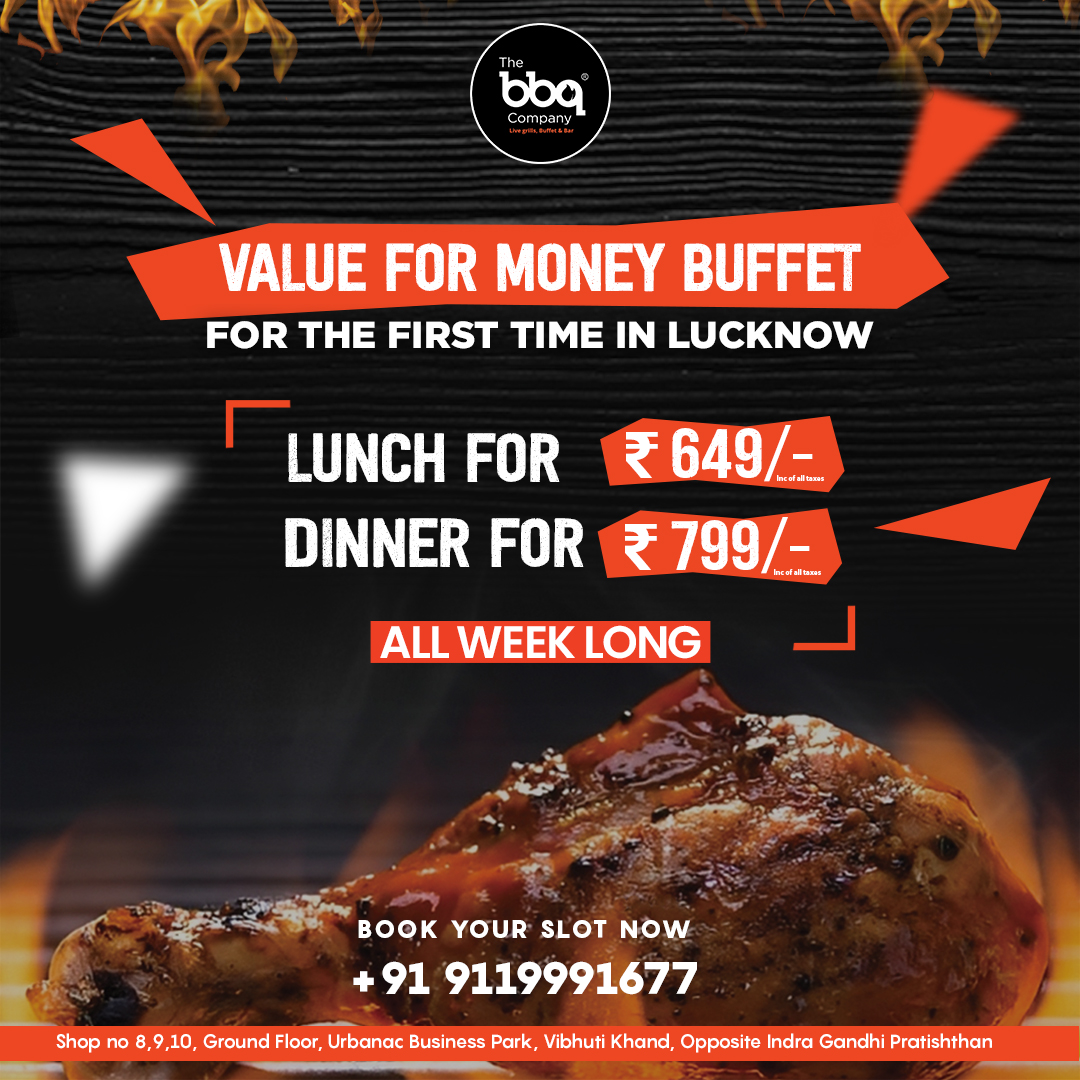 The
bbq®
Company
Live grills, Buffet & Bar
VALUE FOR MONEY BUFFET
FOR THE FIRST TIME IN LUCKNOW
LUNCH FOR ₹ 649/-
Inc of all taxes
DINNER FOR ₹ 799/-
Inc of all taxes
ALL WEEK LONG
BOOK YOUR SLOT NOW
+91 9119991677
Shop no 8,9,10, Ground Floor, Urbanac Business Park, Vibhuti Khand, Opposite Indra Gandhi Pratishthan